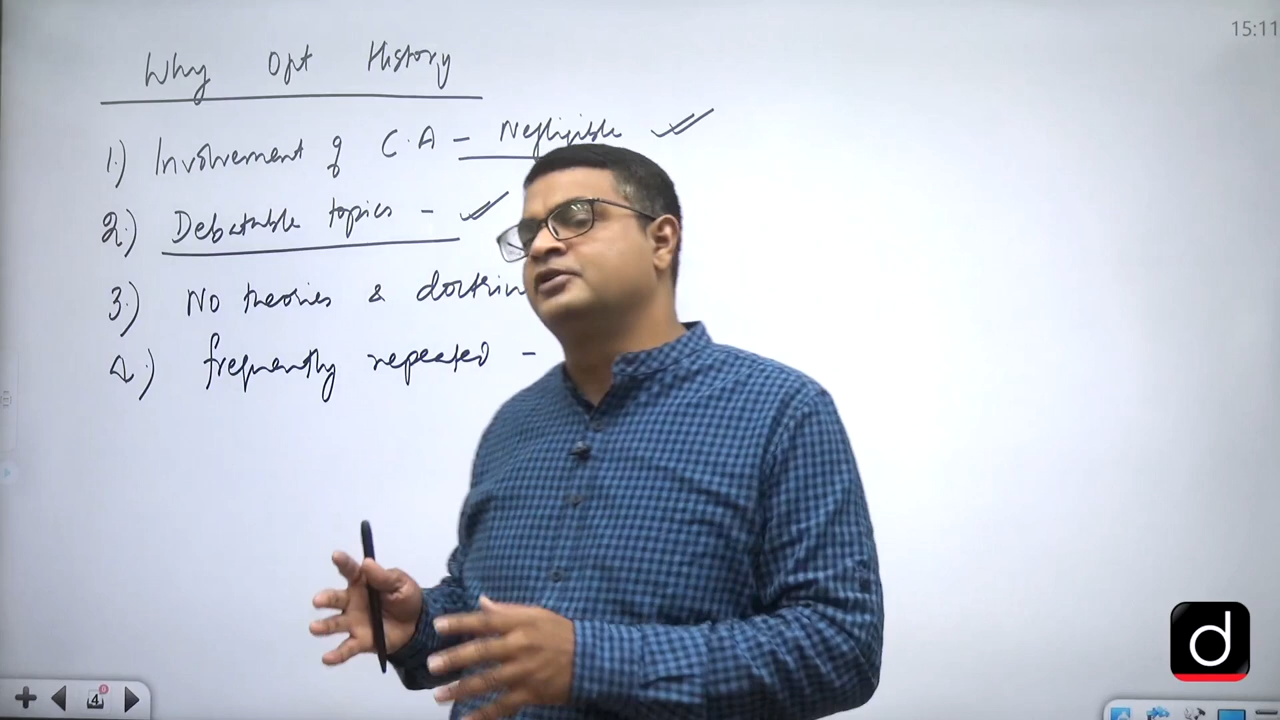 15:11
Why Opt History
1.) Involvement of C.A - Negligible
2.) Debatable topics -
3.) No theories & doctrin
4.) frequently repeated -
4
d